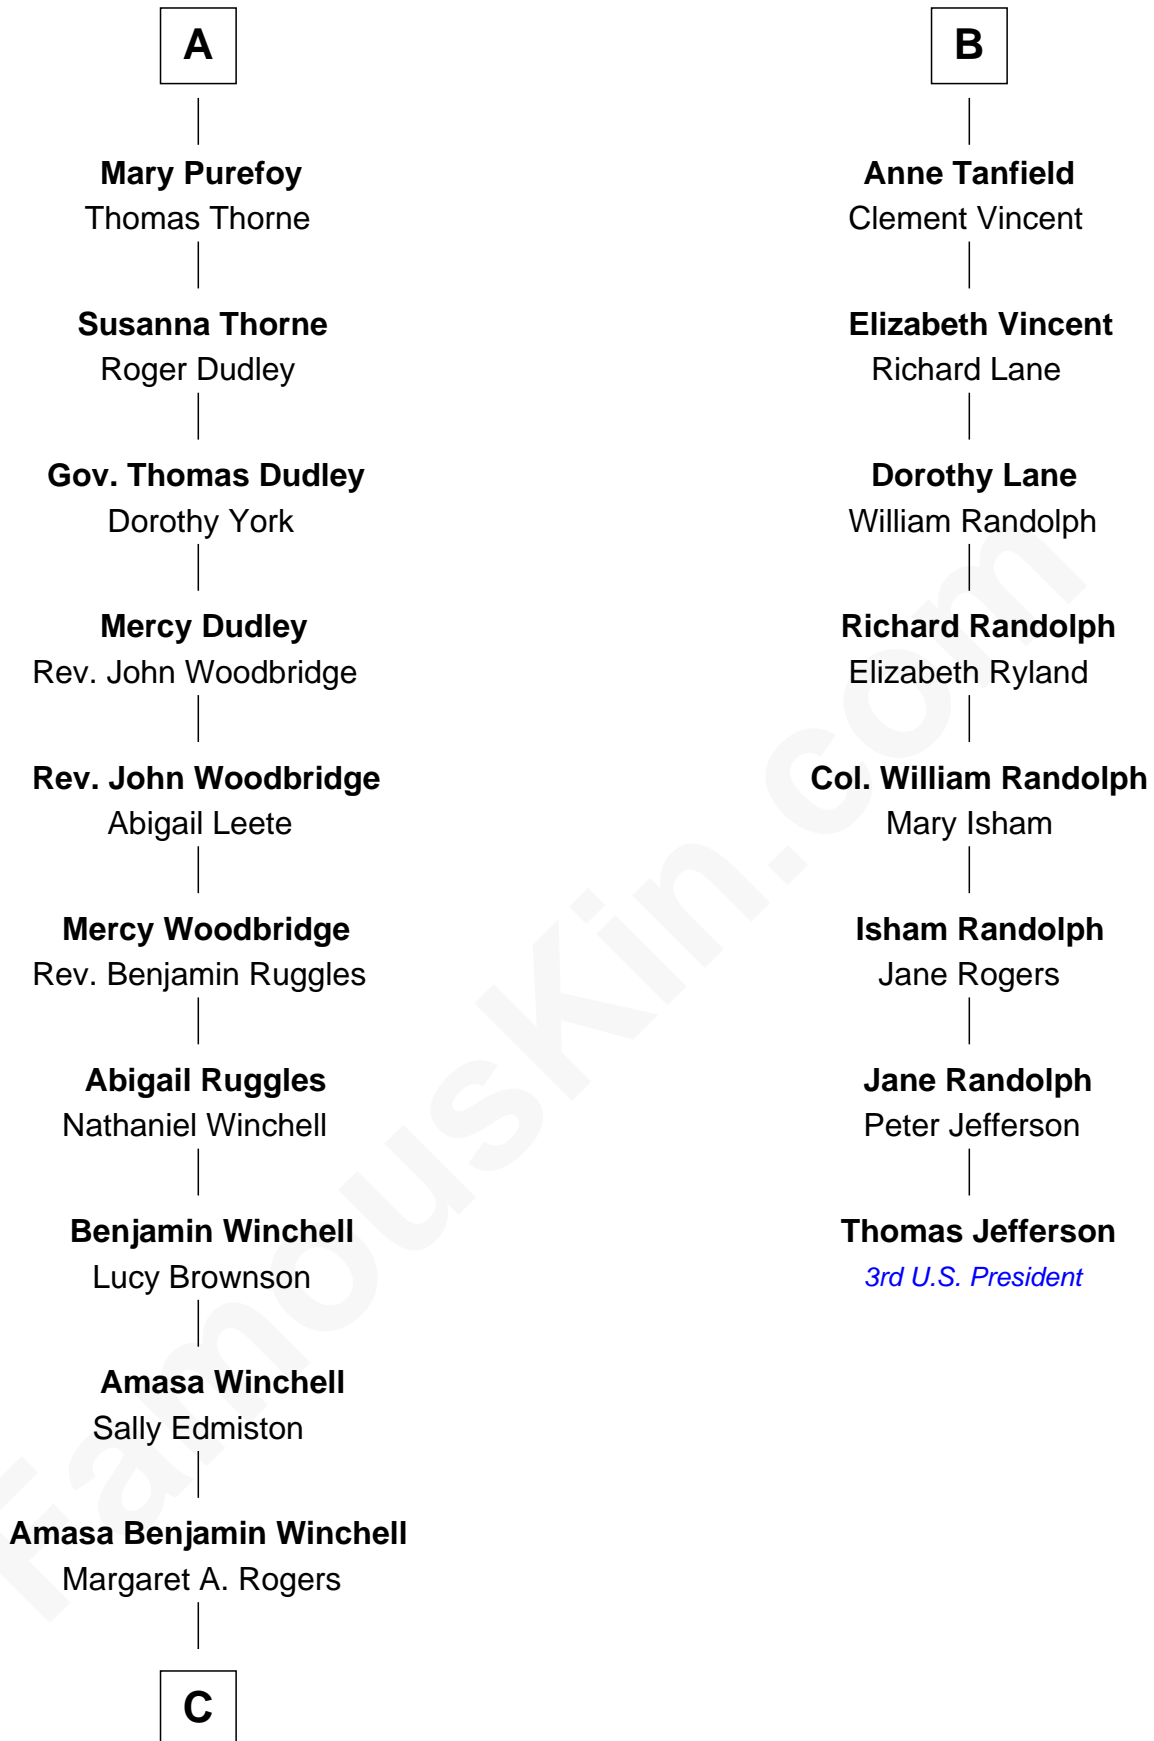 A
Mary Purefoy
Thomas Thorne
Susanna Thorne
Roger Dudley
Gov. Thomas Dudley
Dorothy York
Mercy Dudley
Rev. John Woodbridge
Rev. John Woodbridge
Abigail Leete
Mercy Woodbridge
Rev. Benjamin Ruggles
Abigail Ruggles
Nathaniel Winchell
Benjamin Winchell
Lucy Brownson
Amasa Winchell
Sally Edmiston
Amasa Benjamin Winchell
Margaret A. Rogers
C
B
Anne Tanfield
Clement Vincent
Elizabeth Vincent
Richard Lane
Dorothy Lane
William Randolph
Richard Randolph
Elizabeth Ryland
Col. William Randolph
Mary Isham
Isham Randolph
Jane Rogers
Jane Randolph
Peter Jefferson
Thomas Jefferson
3rd U.S. President
FamousKin.com